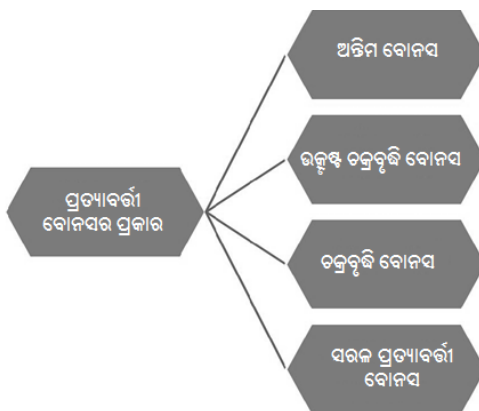 ଅନ୍ତିମ ବୋନସ
ଉତ୍କୃଷ୍ଟ ଚକ୍ରବୃଦ୍ଧି ବୋନସ
ପ୍ରତ୍ୟାବର୍ତ୍ତୀ
ବୋନସର ପ୍ରକାର
ଚକ୍ରବୃଦ୍ଧି ବୋନସ
ସରଳ ପ୍ରତ୍ୟାବର୍ତ୍ତୀ
ବୋନସ